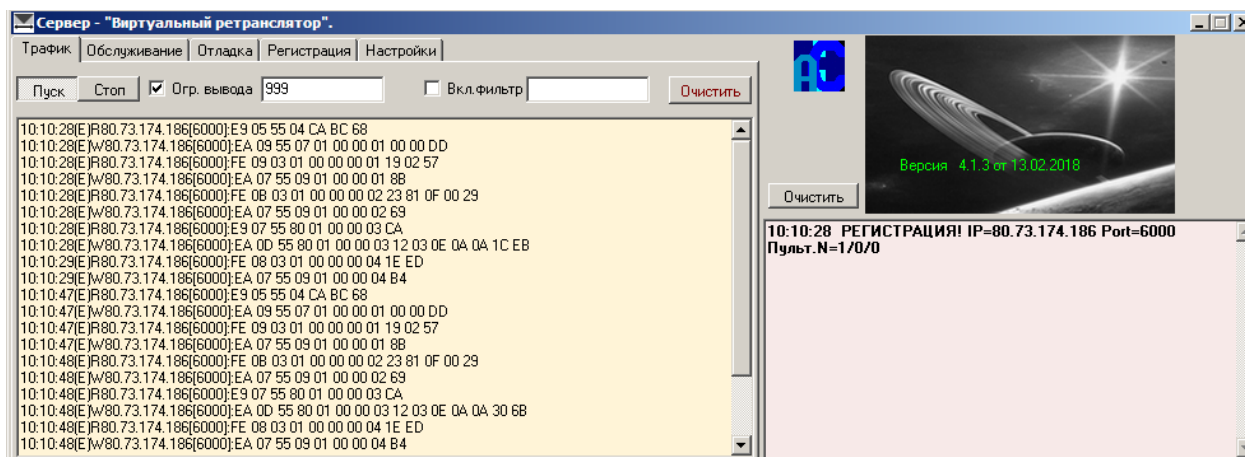 Сервер - "Виртуальный ретранслятор".
Трафик Обслуживание Отладка Регистрация Настройки
Пуск Стоп Огр. вывода 999 Вкл.фильтр Очистить
10:10:28(E)R80.73.174.186[6000]:E9 05 55 04 CA BC 68
10:10:28(E)W80.73.174.186[6000]:EA 09 55 07 01 00 00 01 00 00 DD
10:10:28(E)R80.73.174.186[6000]:FE 09 03 01 00 00 00 01 19 02 57
10:10:28(E)W80.73.174.186[6000]:EA 07 55 09 01 00 00 01 8B
10:10:28(E)R80.73.174.186[6000]:FE 0B 03 01 00 00 00 02 23 81 0F 00 29
10:10:28(E)W80.73.174.186[6000]:EA 07 55 09 01 00 00 02 69
10:10:28(E)R80.73.174.186[6000]:E9 07 55 80 01 00 00 03 CA
10:10:28(E)W80.73.174.186[6000]:EA 0D 55 80 01 00 00 03 12 03 0E 0A 0A 1C EB
10:10:29(E)R80.73.174.186[6000]:FE 08 03 01 00 00 00 04 1E ED
10:10:29(E)W80.73.174.186[6000]:EA 07 55 09 01 00 00 04 B4
10:10:47(E)R80.73.174.186[6000]:E9 05 55 04 CA BC 68
10:10:47(E)W80.73.174.186[6000]:EA 09 55 07 01 00 00 01 00 00 DD
10:10:47(E)R80.73.174.186[6000]:FE 09 03 01 00 00 00 01 19 02 57
10:10:47(E)W80.73.174.186[6000]:EA 07 55 09 01 00 00 01 8B
10:10:48(E)R80.73.174.186[6000]:FE 0B 03 01 00 00 00 02 23 81 0F 00 29
10:10:48(E)W80.73.174.186[6000]:EA 07 55 09 01 00 00 02 69
10:10:48(E)R80.73.174.186[6000]:E9 07 55 80 01 00 00 03 CA
10:10:48(E)W80.73.174.186[6000]:EA 0D 55 80 01 00 00 03 12 03 0E 0A 0A 30 6B
10:10:48(E)R80.73.174.186[6000]:FE 08 03 01 00 00 00 04 1E ED
10:10:48(E)W80.73.174.186[6000]:EA 07 55 09 01 00 00 04 B4
АС
Версия 4.1.3 от 13.02.2018
Очистить
10:10:28 РЕГИСТРАЦИЯ! IP=80.73.174.186 Port=6000
Пульт.N=1/0/0